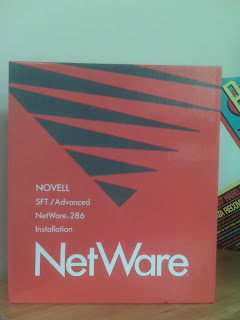 NOVELL
SFT/Advanced
NetWare-286
Installation
NetWare